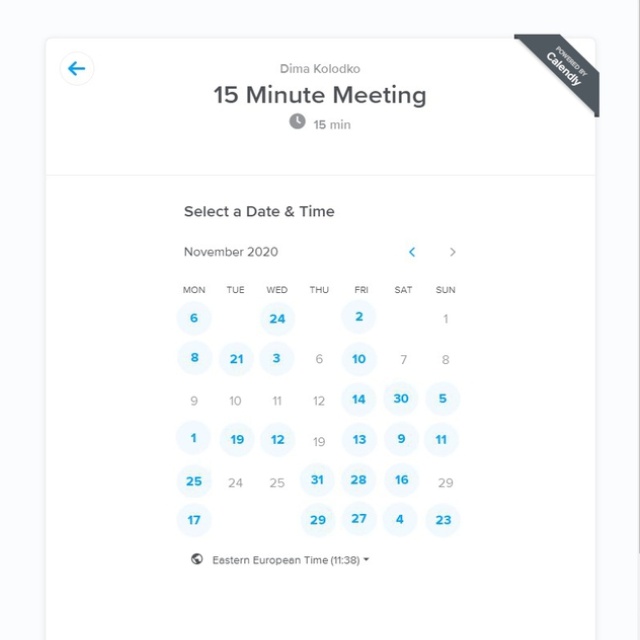 POWERED BY
Calendly
Dima Kolodko
15 Minute Meeting
15 min
Select a Date & Time
November 2020
MON TUE WED THU FRI SAT SUN
6 24 2 1
8 21 3 6 10 7 8
9 10 11 12 14 30 5
1 19 12 19 13 9 11
25 24 25 31 28 16 29
17 29 27 4 23
Eastern European Time (11:38)